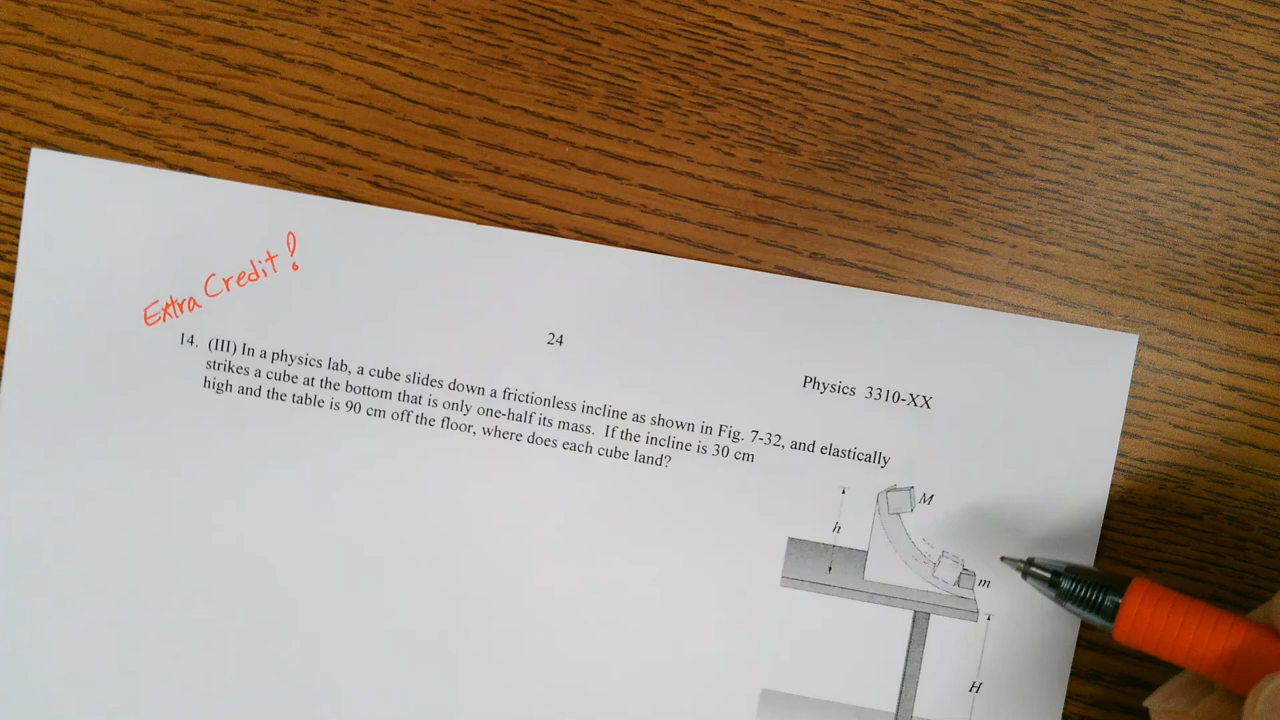 Extra Credit!
24
Physics 3310-XX
14. (III) In a physics lab, a cube slides down a frictionless incline as shown in Fig. 7-32, and elastically
strikes a cube at the bottom that is only one-half its mass. If the incline is 30 cm
high and the table is 90 cm off the floor, where does each cube land?
M
h
m
H